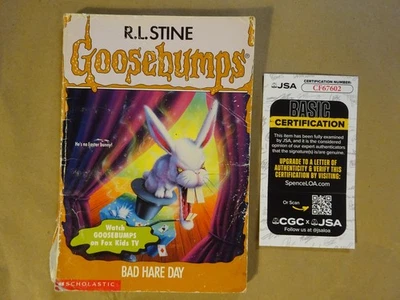 R.L. STINE
Goosebumps®
He's no Easter bunny!
Watch
GOOSEBUMPS
on Fox Kids TV
BAD HARE DAY
SCHOLASTIC
JSA
CERTIFICATION NUMBER:
CF67602
BASIC
CERTIFICATION
This item has been fully examined
by JSA, and it is the considered
opinion of our expert authenticators
that the signature(s) is/are genuine.
UPGRADE TO A LETTER OF
AUTHENTICITY & VERIFY THIS
CERTIFICATION BY VISITING:
SpenceLOA.com
Or Scan
CGC x JSA
Follow us at @jsaloa